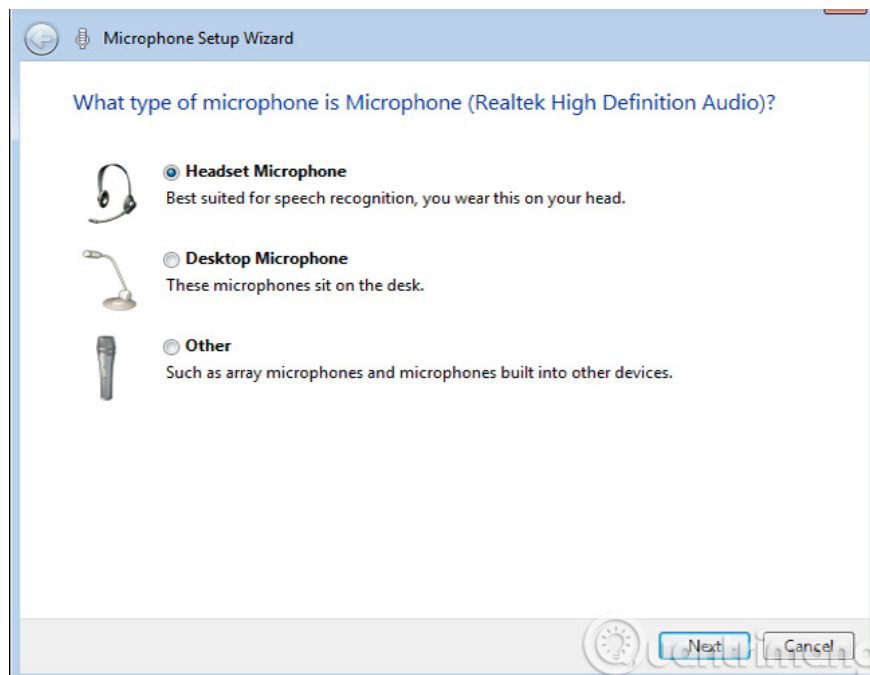 Microphone Setup Wizard
What type of microphone is Microphone (Realtek High Definition Audio)?
Headset Microphone
Best suited for speech recognition, you wear this on your head.
Desktop Microphone
These microphones sit on the desk.
Other
Such as array microphones and microphones built into other devices.
Next Cancel